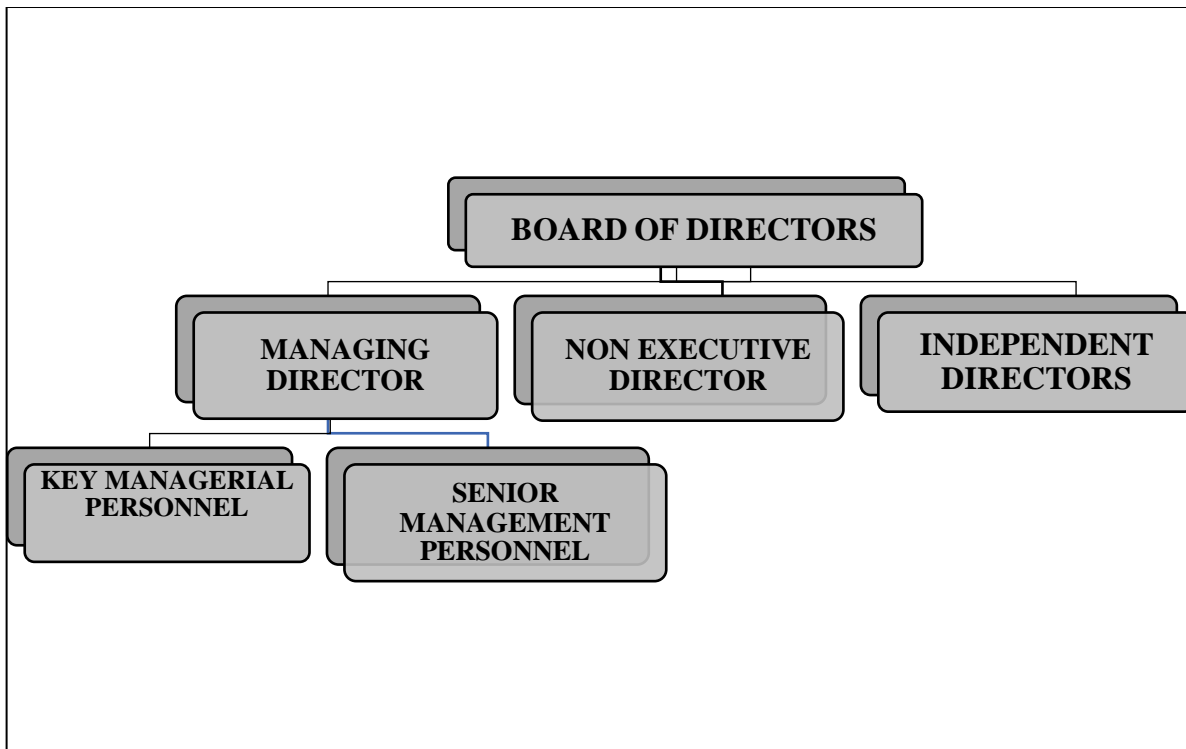 BOARD OF DIRECTORS
MANAGING
DIRECTOR
NON EXECUTIVE
DIRECTOR
INDEPENDENT
DIRECTORS
KEY MANAGERIAL
PERSONNEL
SENIOR
MANAGEMENT
PERSONNEL